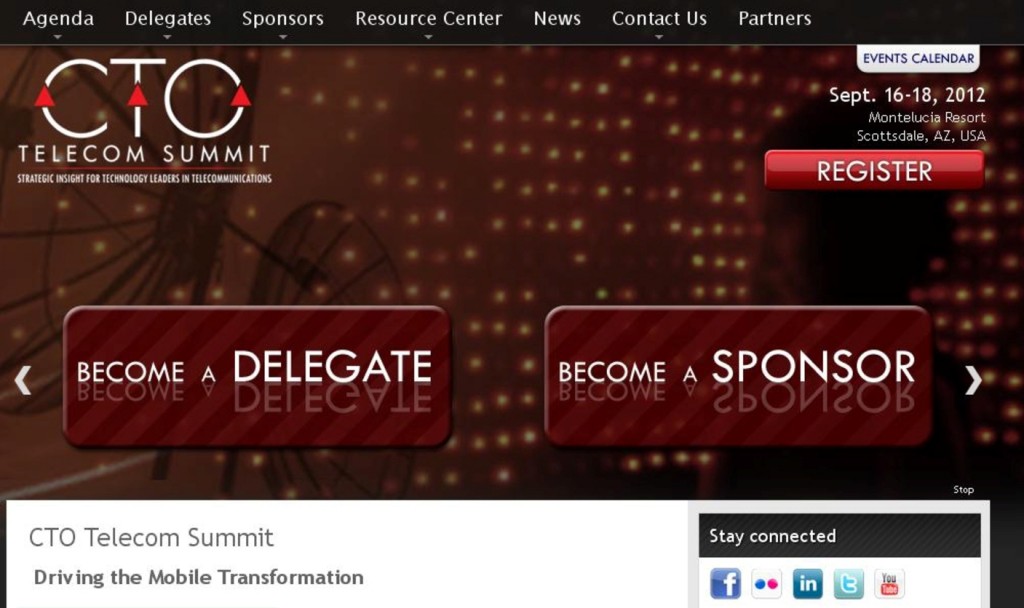 Agenda Delegates Sponsors Resource Center News Contact Us Partners
EVENTS CALENDAR
CTO
TELECOM SUMMIT
STRATEGIC INSIGHT FOR TECHNOLOGY LEADERS IN TELECOMMUNICATIONS
Sept. 16-18, 2012
Montelucia Resort
Scottsdale, AZ, USA
REGISTER
BECOME A DELEGATE
BECOME A SPONSOR
Stop
CTO Telecom Summit
Driving the Mobile Transformation
Stay connected
f in t You Tube